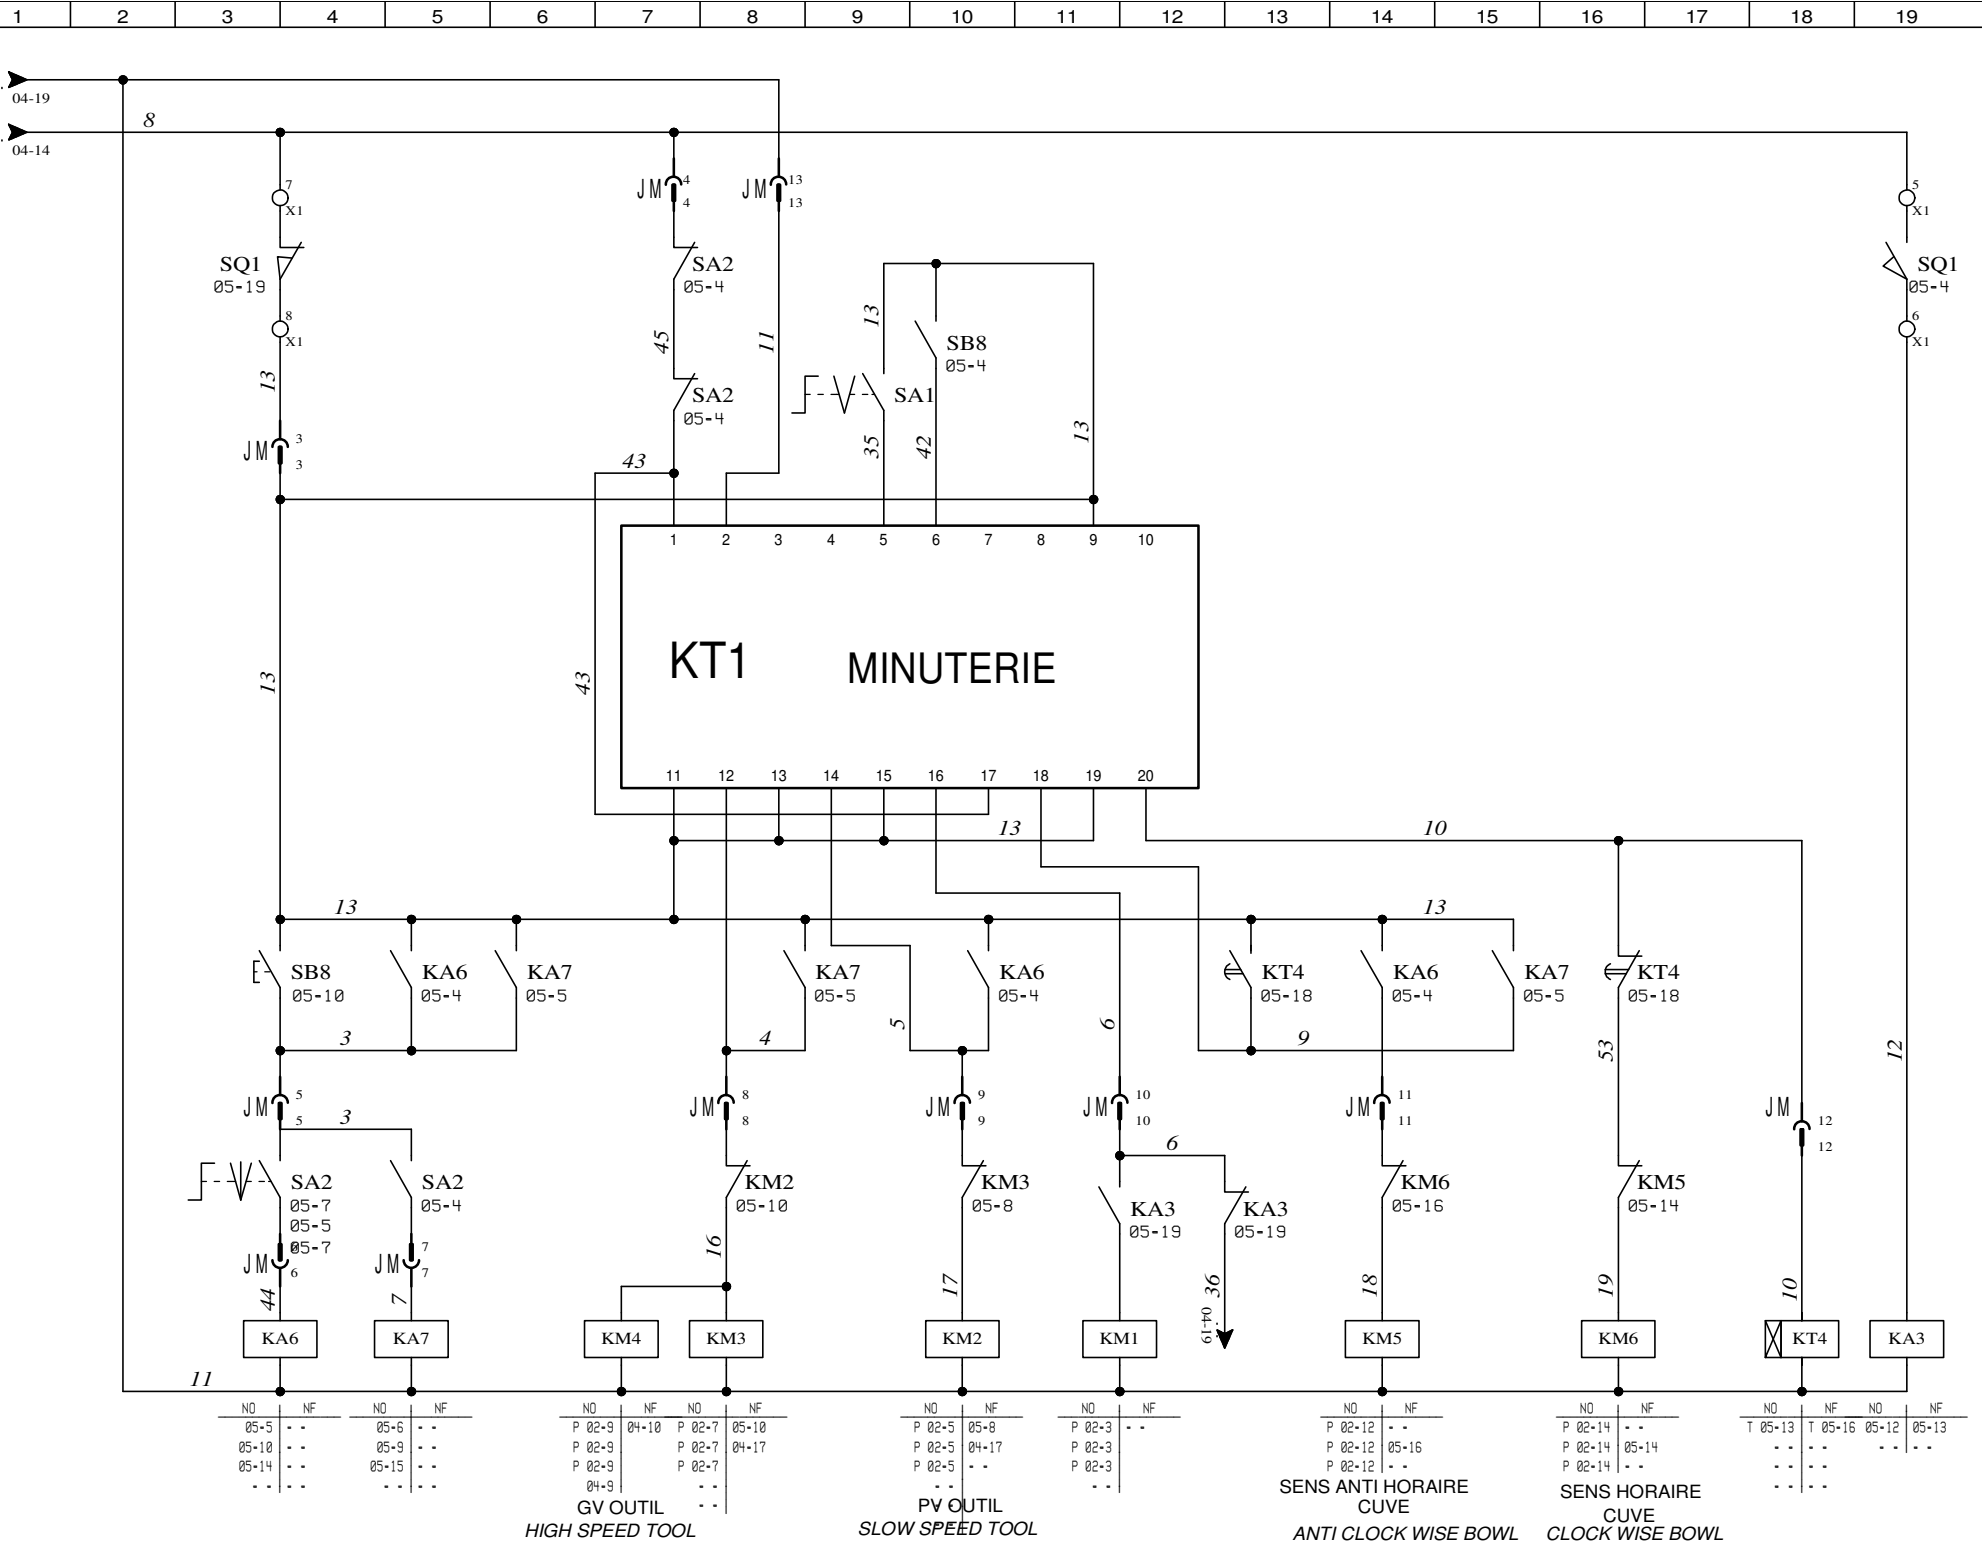 1 2 3 4 5 6 7 8 9 10 11 12 13 14 15 16 17 18 19
04-19
8
04-14
7
X1
SQ1
05-19
8
X1
13
JM 3
3
JM 4
4
SA2
05-4
45
SA2
05-4
43
JM 13
13
11
13
SB8
05-4
SA1
35
42
13
5
X1
SQ1
05-4
6
X1
1 2 3 4 5 6 7 8 9 10
KT1 MINUTERIE
11 12 13 14 15 16 17 18 19 20
13
43
13
10
13
13
SB8
05-10
KA6
05-4
KA7
05-5
KA7
05-5
KA6
05-4
KT4
05-18
KA6
05-4
KA7
05-5
KT4
05-18
3
4
5
6
9
53
12
JM 5
5
3
JM 8
8
JM 9
9
JM 10
10
JM 11
11
JM 12
12
6
SA2
05-7
05-5
05-7
SA2
05-4
KM2
05-10
KM3
05-8
KA3
05-19
KA3
05-19
KM6
05-16
KM5
05-14
JM 6
JM 7
7
44
7
16
17
36
04-19
18
19
10
KA6 KA7 KM4 KM3 KM2 KM1 KM5 KM6 KT4 KA3
11
NO NF NO NF NO NF NO NF NO NF NO NF NO NF NO NF NO NF NO NF
05-5 - - 05-6 - - P 02-9 04-10 P 02-7 05-10 P 02-5 05-8 P 02-3 - - P 02-12 - - P 02-14 - - T 05-13 T 05-16 05-12 05-13
05-10 - - 05-9 - - P 02-9 P 02-7 04-17 P 02-5 04-17 P 02-3 P 02-12 05-16 P 02-14 05-14 - - - - - - - -
05-14 - - 05-15 - - P 02-9 P 02-7 P 02-5 - - P 02-3 P 02-12 - - P 02-14 - - - - - -
- - - - - - - - 04-9 - - - - - - - - - -
GV OUTIL
HIGH SPEED TOOL
PV OUTIL
SLOW SPEED TOOL
SENS ANTI HORAIRE
CUVE
ANTI CLOCK WISE BOWL
SENS HORAIRE
CUVE
CLOCK WISE BOWL